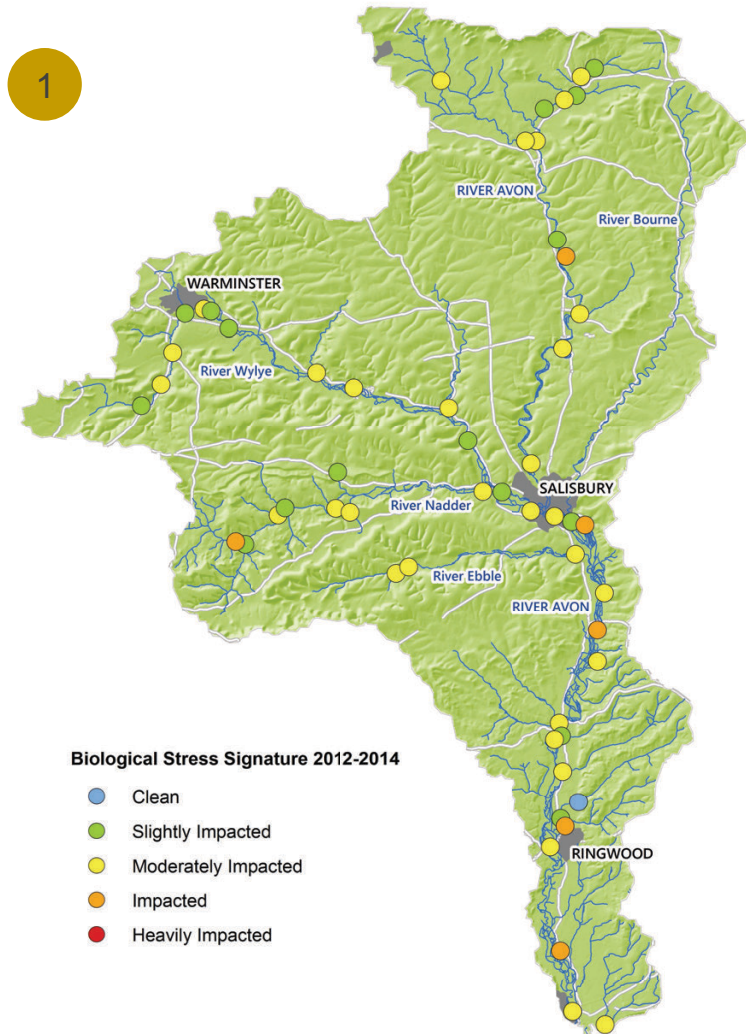 1
RIVER AVON
River Bourne
WARMINSTER
River Wylye
SALISBURY
River Nadder
River Ebble
RIVER AVON
Biological Stress Signature 2012-2014
Clean
Slightly Impacted
Moderately Impacted
RINGWOOD
Impacted
Heavily Impacted